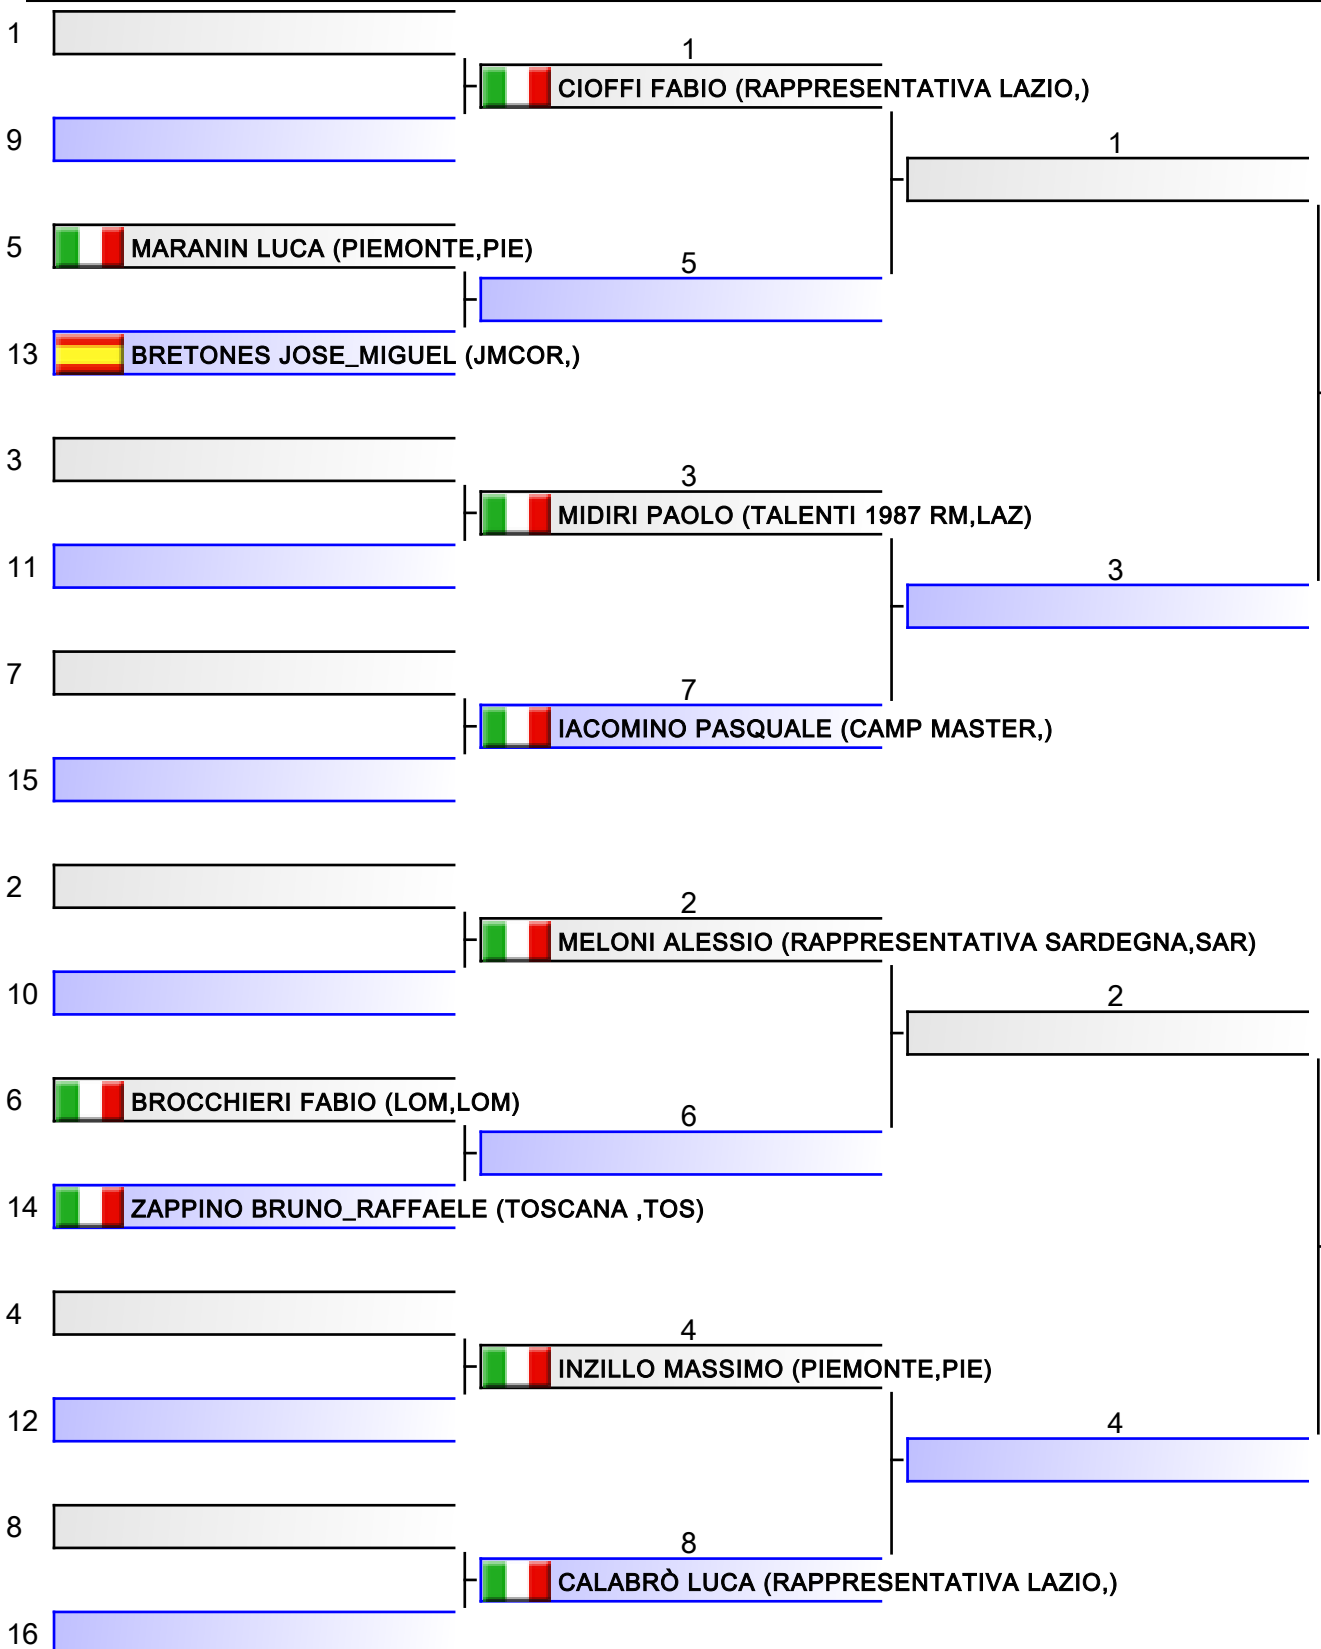 1
1
CIOFFI FABIO (RAPPRESENTATIVA LAZIO,)
9
1
5
MARANIN LUCA (PIEMONTE,PIE)
5
13
BRETONES JOSE_MIGUEL (JMCOR,)
3
3
MIDIRI PAOLO (TALENTI 1987 RM,LAZ)
11
3
7
7
IACOMINO PASQUALE (CAMP MASTER,)
15
2
2
MELONI ALESSIO (RAPPRESENTATIVA SARDEGNA,SAR)
10
2
6
BROCCHIERI FABIO (LOM,LOM)
6
14
ZAPPINO BRUNO_RAFFAELE (TOSCANA ,TOS)
4
4
INZILLO MASSIMO (PIEMONTE,PIE)
12
4
8
8
CALABRÒ LUCA (RAPPRESENTATIVA LAZIO,)
16